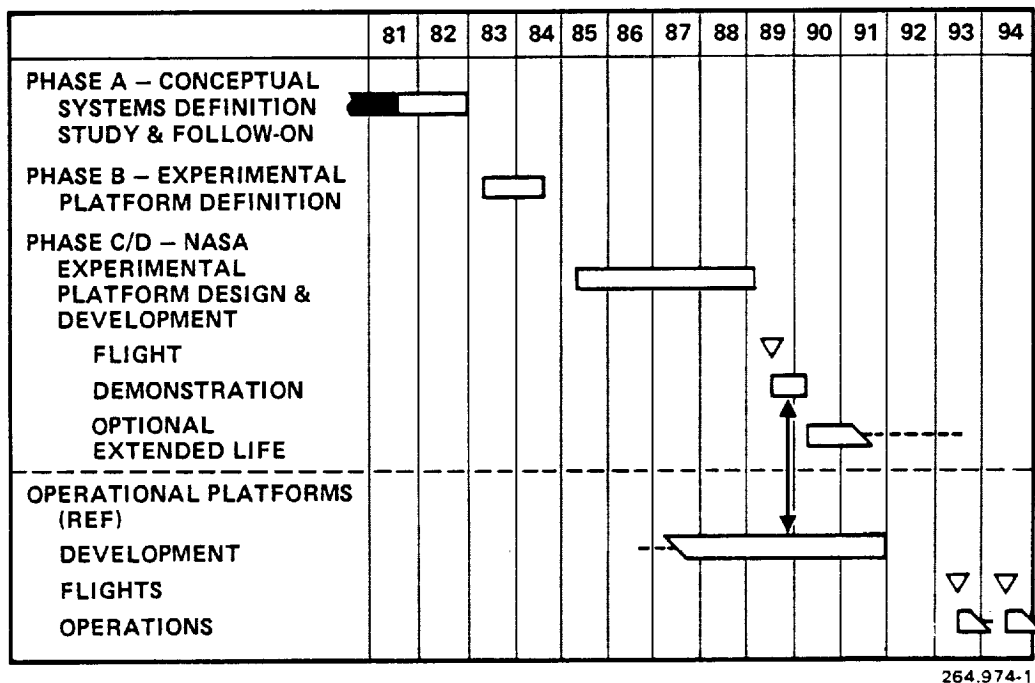 81 82 83 84 85 86 87 88 89 90 91 92 93 94
PHASE A – CONCEPTUAL
SYSTEMS DEFINITION
STUDY & FOLLOW-ON
PHASE B – EXPERIMENTAL
PLATFORM DEFINITION
PHASE C/D – NASA
EXPERIMENTAL
PLATFORM DESIGN &
DEVELOPMENT
FLIGHT
DEMONSTRATION
OPTIONAL
EXTENDED LIFE
OPERATIONAL PLATFORMS
(REF)
DEVELOPMENT
FLIGHTS
OPERATIONS
264.974-1